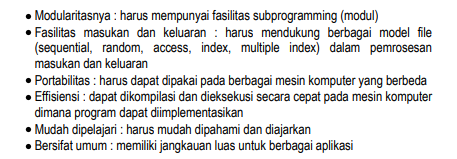 • Modularitasnya : harus mempunyai fasilitas subprogramming (modul)
• Fasilitas masukan dan keluaran : harus mendukung berbagai model file
(sequential, random, access, index, multiple index) dalam pemrosesan
masukan dan keluaran
• Portabilitas : harus dapat dipakai pada berbagai mesin komputer yang berbeda
• Effisiensi : dapat dikompilasi dan dieksekusi secara cepat pada mesin komputer
dimana program dapat diimplementasikan
• Mudah dipelajari : harus mudah dipahami dan diajarkan
• Bersifat umum : memiliki jangkauan luas untuk berbagai aplikasi